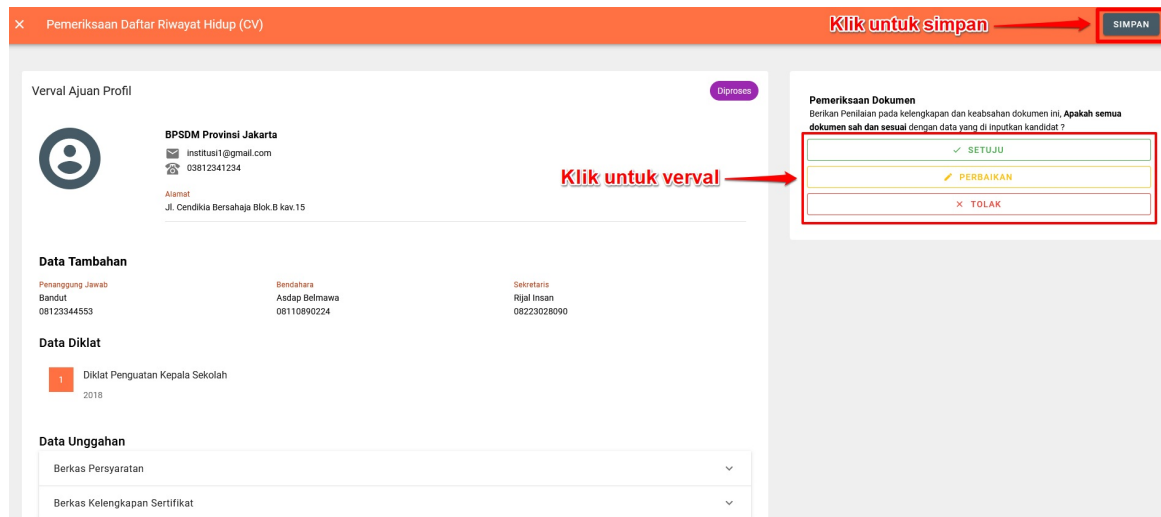 Pemeriksaan Daftar Riwayat Hidup (CV)
Klik untuk simpan
SIMPAN
Verval Ajuan Profil
Diproses
BPSDM Provinsi Jakarta
institusi1@gmail.com
03812341234
Alamat
Jl. Cendikia Bersahaja Blok.B kav.15
Pemeriksaan Dokumen
Berikan Penilaian pada kelengkapan dan keabsahan dokumen ini, Apakah semua
dokumen sah dan sesuai dengan data yang di inputkan kandidat ?
SETUJU
Klik untuk verval
PERBAIKAN
TOLAK
Data Tambahan
Penanggung Jawab
Bandut
08123344553
Bendahara
Asdap Belmawa
08110890224
Sekretaris
Rijal Insan
08223028090
Data Diklat
1
Diklat Penguatan Kepala Sekolah
2018
Data Unggahan
Berkas Persyaratan
Berkas Kelengkapan Sertifikat